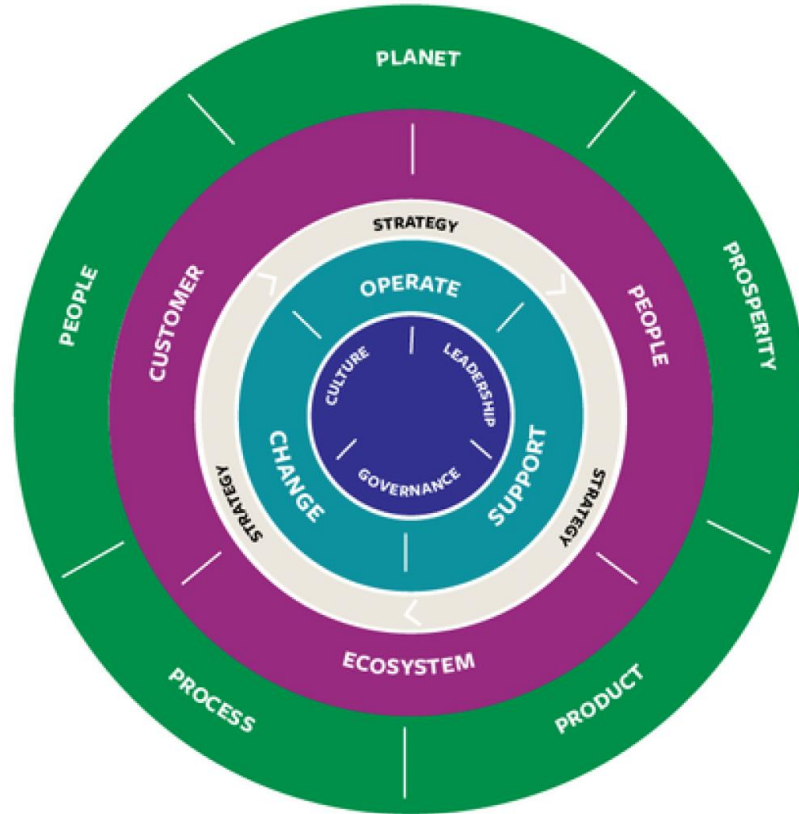 PLANET
PROSPERITY
PRODUCT
PROCESS
PEOPLE
CUSTOMER
PEOPLE
ECOSYSTEM
STRATEGY
STRATEGY
STRATEGY
OPERATE
SUPPORT
CHANGE
CULTURE
LEADERSHIP
GOVERNANCE